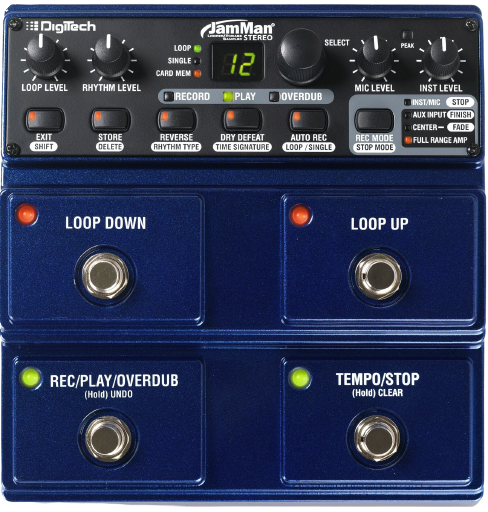 DigiTech
JamMan
STEREO
LOOP LEVEL
RHYTHM LEVEL
LOOP
SINGLE
CARD MEM
12
SELECT
PEAK
MIC LEVEL
INST LEVEL
RECORD
PLAY
OVERDUB
INST/MIC STOP
AUX INPUT FINISH
CENTER FADE
FULL RANGE AMP
EXIT
SHIFT
STORE
DELETE
REVERSE
RHYTHM TYPE
DRY DEFEAT
TIME SIGNATURE
AUTO REC
LOOP / SINGLE
REC MODE
STOP MODE
LOOP DOWN
LOOP UP
REC/PLAY/OVERDUB
(Hold) UNDO
TEMPO/STOP
(Hold) CLEAR